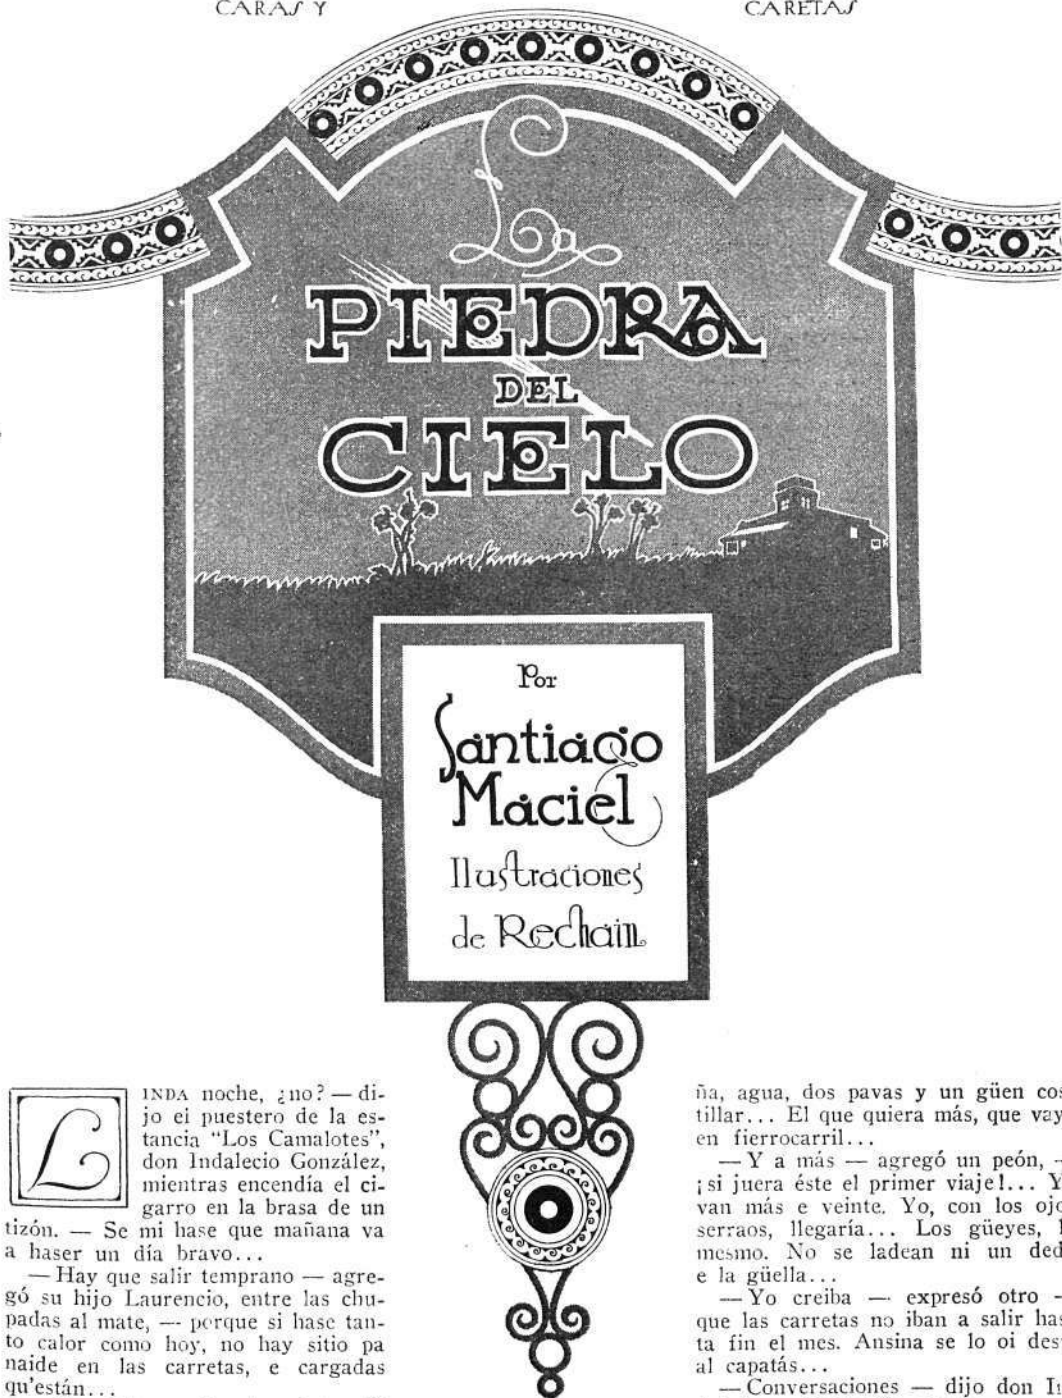 CARAS Y CARETAS
La
PIEDRA
DEL
CIELO
Por
Santiago
Maciel
Ilustraciones
de Rechain
LINDA noche, ¿no? — di-
jo el puestero de la es-
tancia "Los Camalotes",
don Indalecio González,
mientras encendía el ci-
garro en la brasa de un
tizón. — Se mi hase que mañana va
a haser un día bravo...
— Hay que salir temprano — agre-
gó su hijo Laurencio, entre las chu-
padas al mate, — porque si hase tan-
to calor como hoy, no hay sitio pa
naide en las carretas, e cargadas
qu'están...
ña, agua, dos pavas y un güen cos
tillar... El que quiera más, que vay
en fierrocarril...
— Y a más — agregó un peón, -
¡si juera éste el primer viaje!... Y
van más e veinte. Yo, con los ojo
serraos, llegaría... Los güeyes, l
mesmo. No se ladean ni un ded
e la güella...
— Yo creiba — expresó otro -
que las carretas no iban a salir has
ta fin el mes. Ansina se lo oi des
al capatás...
— Conversaciones — dijo don I